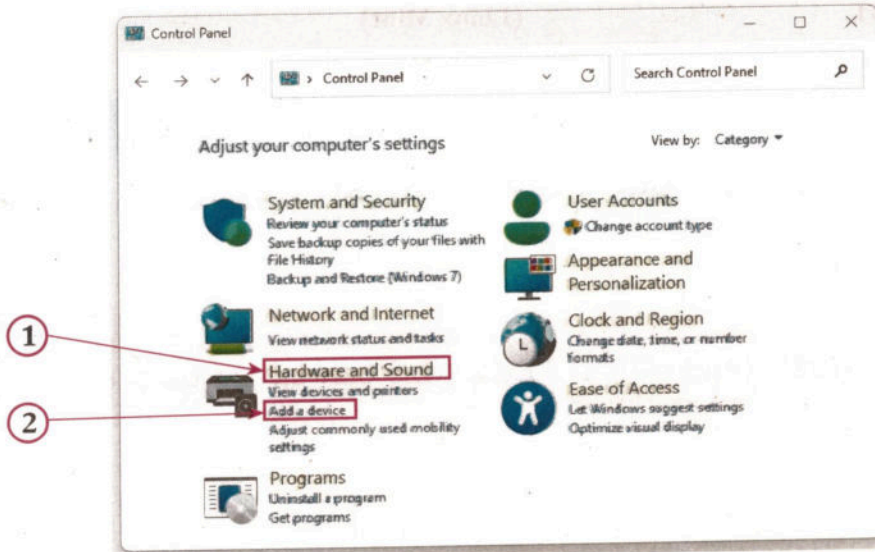 Control Panel
Control Panel
Search Control Panel
Adjust your computer's settings
View by: Category
System and Security
Review your computer's status
Save backup copies of your files with
File History
Backup and Restore (Windows 7)
Network and Internet
View network status and tasks
1
Hardware and Sound
View devices and printers
2
Add a device
Adjust commonly used mobility
settings
Programs
Uninstall a program
Get programs
User Accounts
Change account type
Appearance and
Personalization
Clock and Region
Change date, time, or number
formats
Ease of Access
Let Windows suggest settings
Optimize visual display